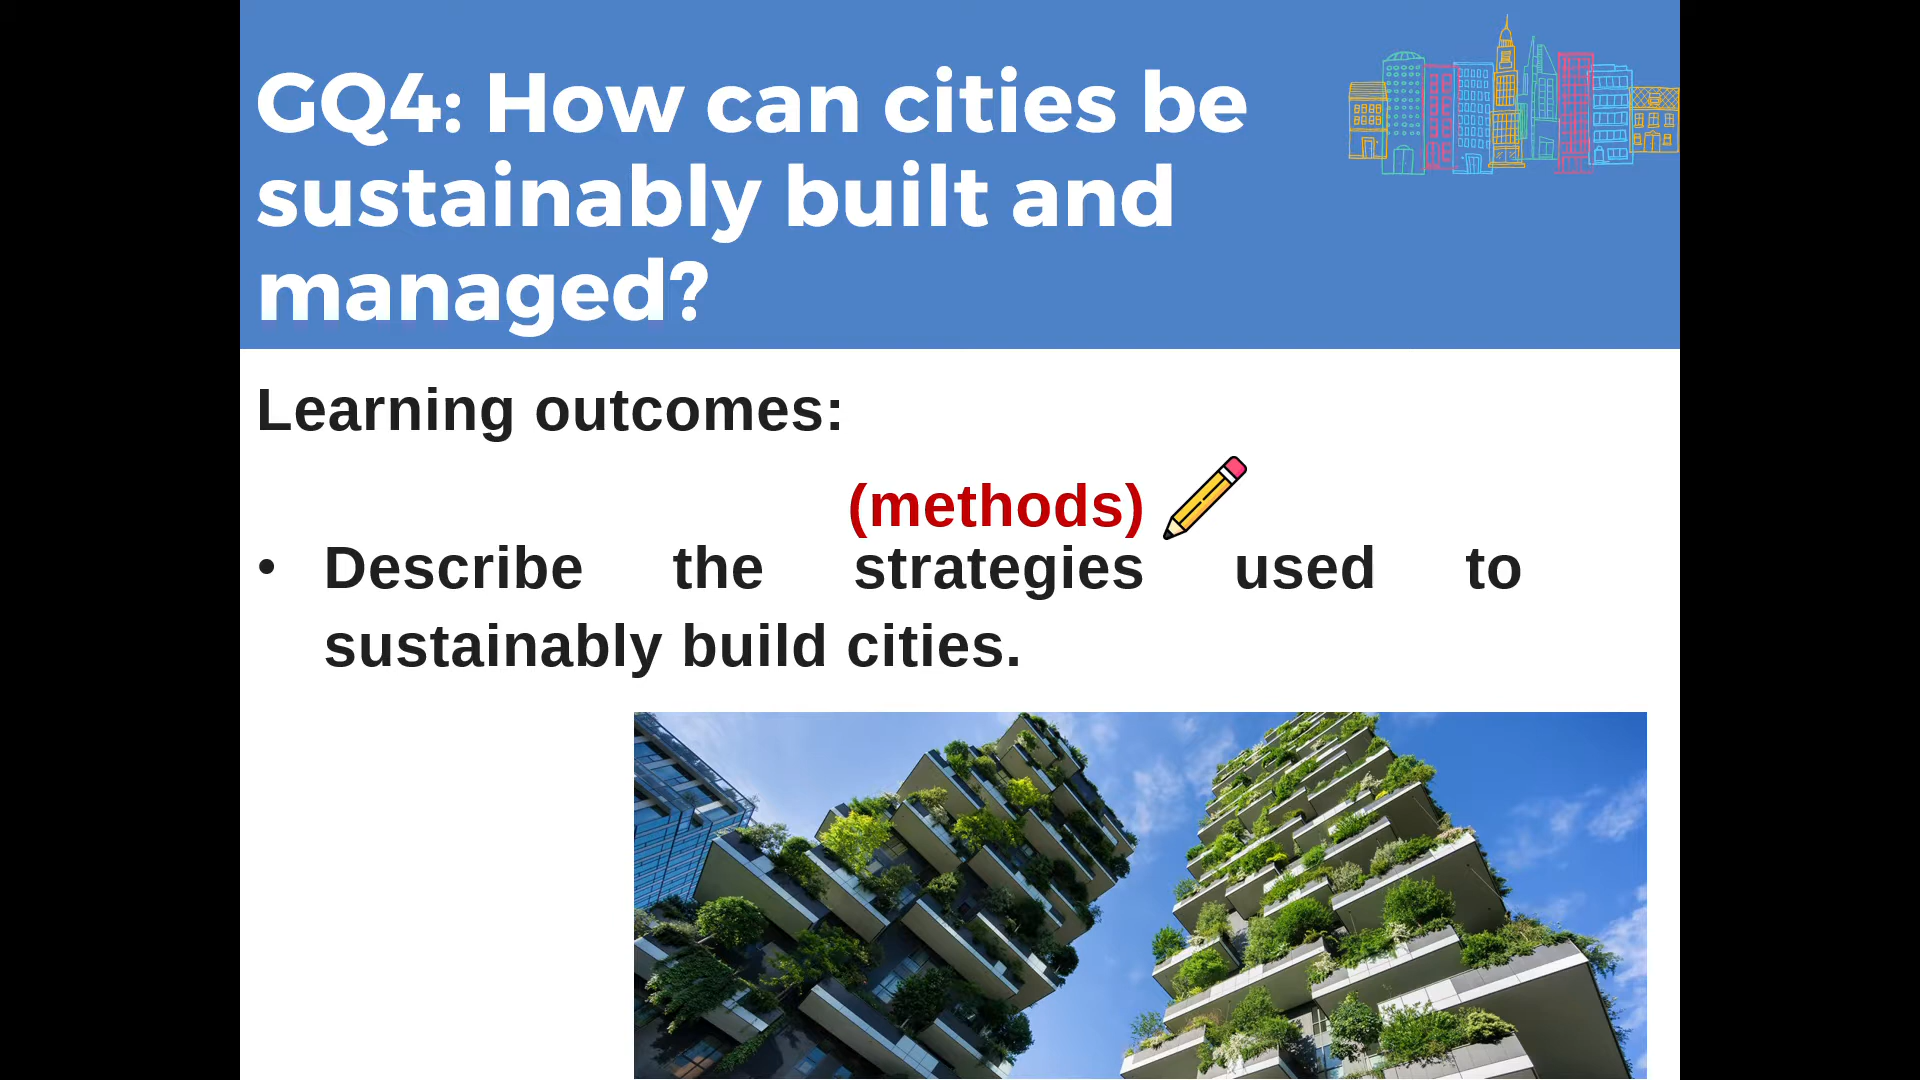 GQ4: How can cities be
sustainably built and
managed?
Learning outcomes:
(methods)
• Describe the strategies used to
sustainably build cities.